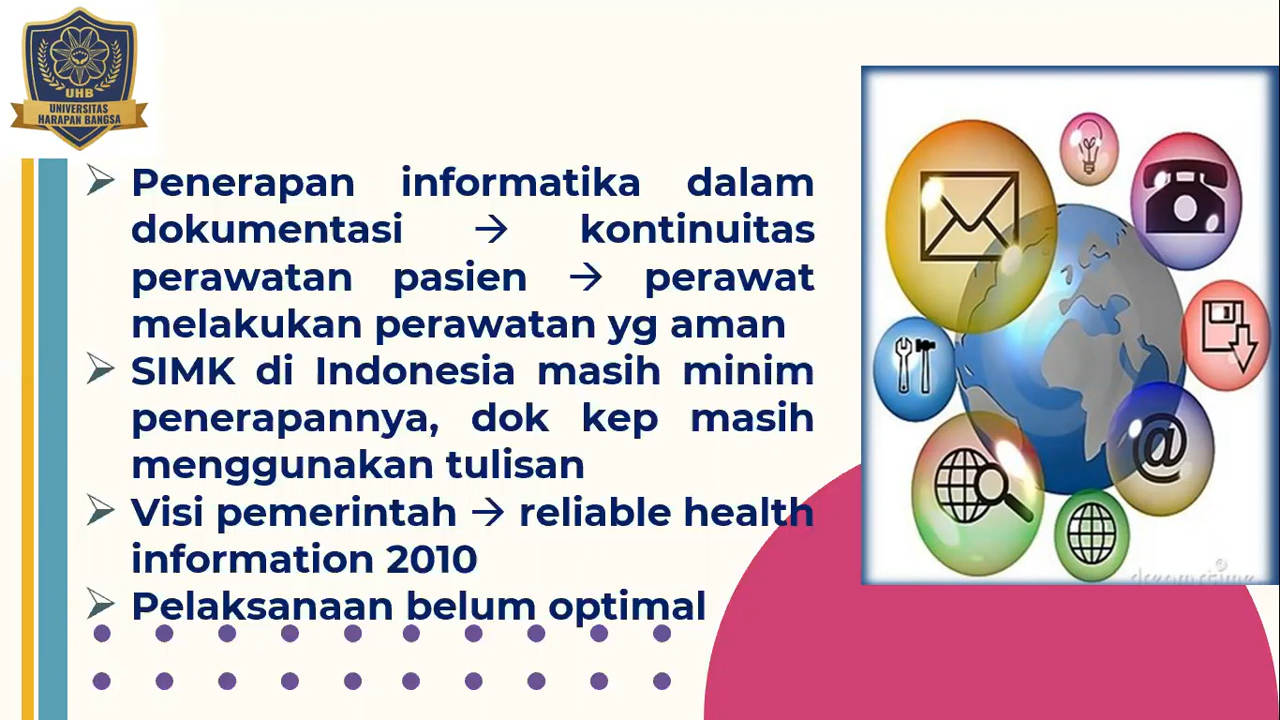 UHB
UNIVERSITAS
HARAPAN BANGSA
Penerapan informatika dalam
dokumentasi → kontinuitas
perawatan pasien → perawat
melakukan perawatan yg aman
SIMK di Indonesia masih minim
penerapannya, dok kep masih
menggunakan tulisan
Visi pemerintah → reliable health
information 2010
Pelaksanaan belum optimal
@